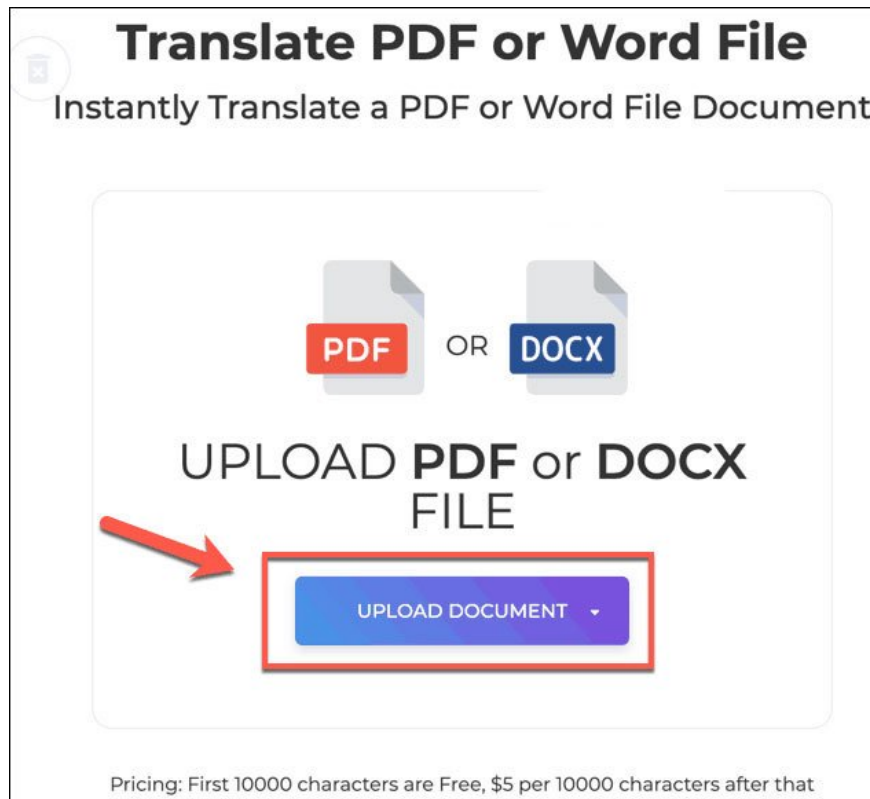 Translate PDF or Word File
Instantly Translate a PDF or Word File Document
PDF OR DOCX
UPLOAD PDF or DOCX
FILE
UPLOAD DOCUMENT
Pricing: First 10000 characters are Free, $5 per 10000 characters after that